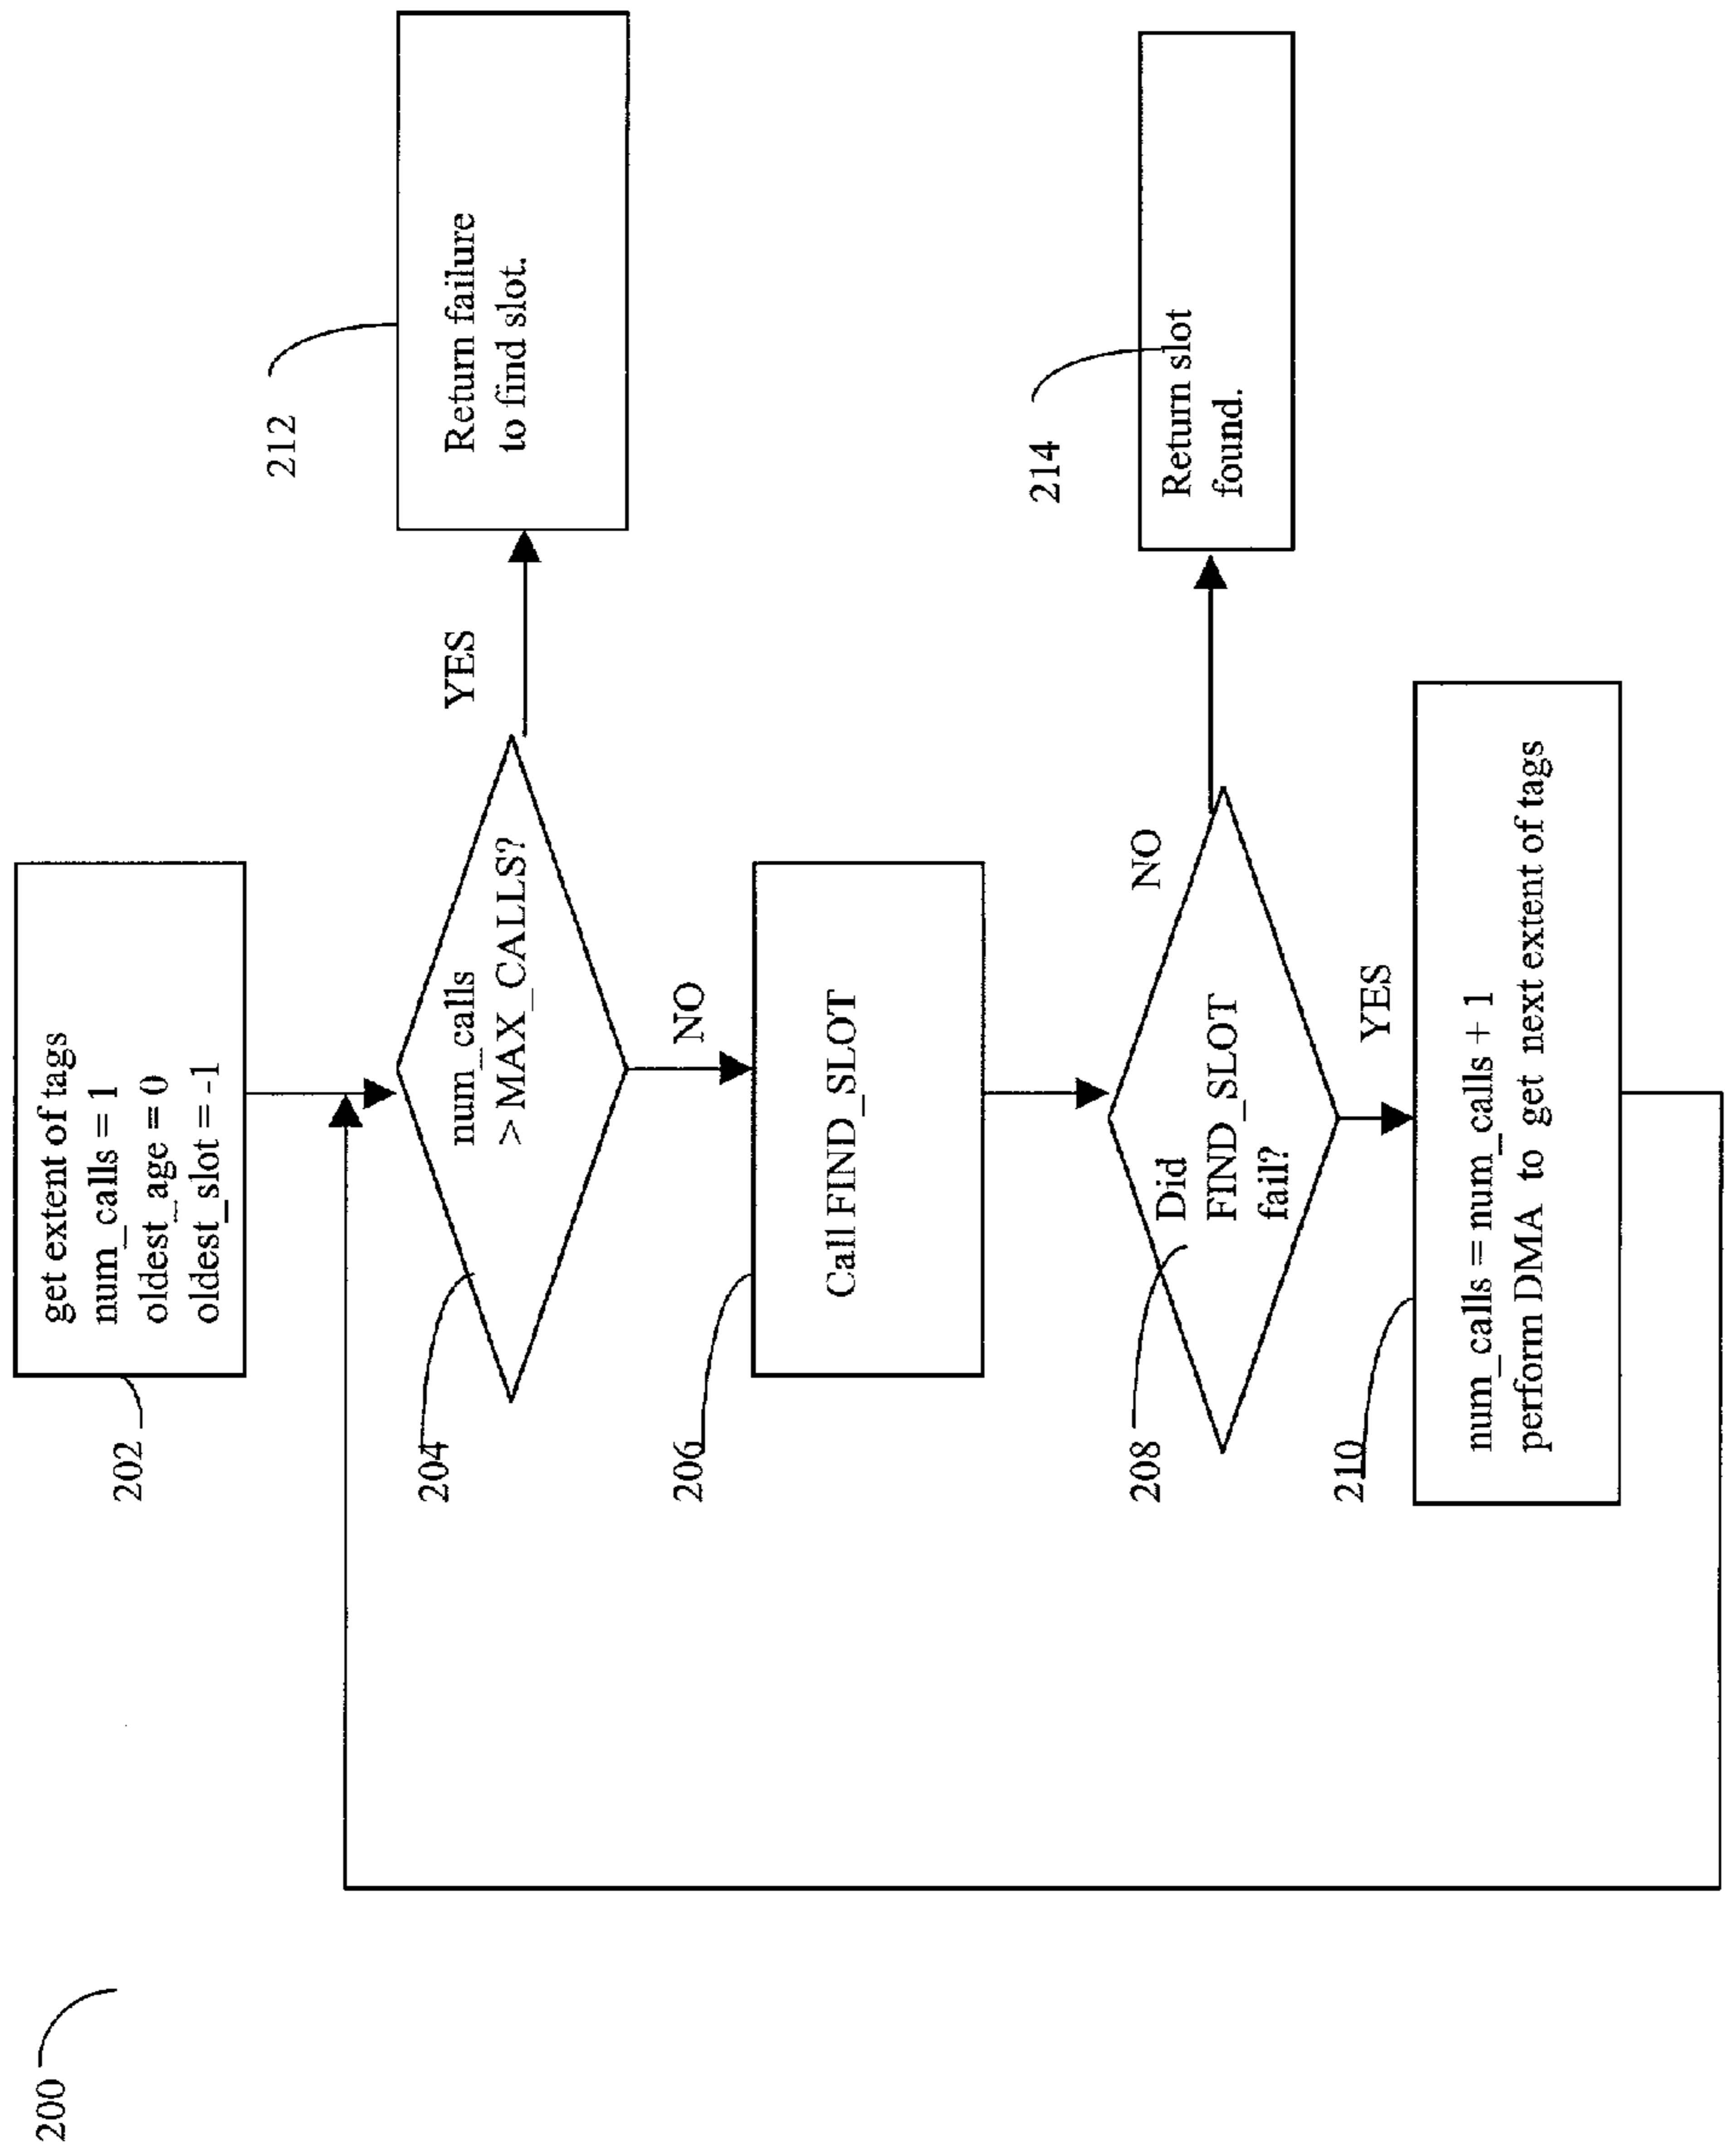 200
202
get extent of tags
num_calls = 1
oldest_age = 0
oldest_slot = -1
204
num_calls
> MAX_CALLS?
YES
212
Return failure
to find slot.
NO
206
Call FIND_SLOT
208
Did
FIND_SLOT
fail?
NO
214
Return slot
found.
YES
210
num_calls = num_calls + 1
perform DMA to get next extent of tags